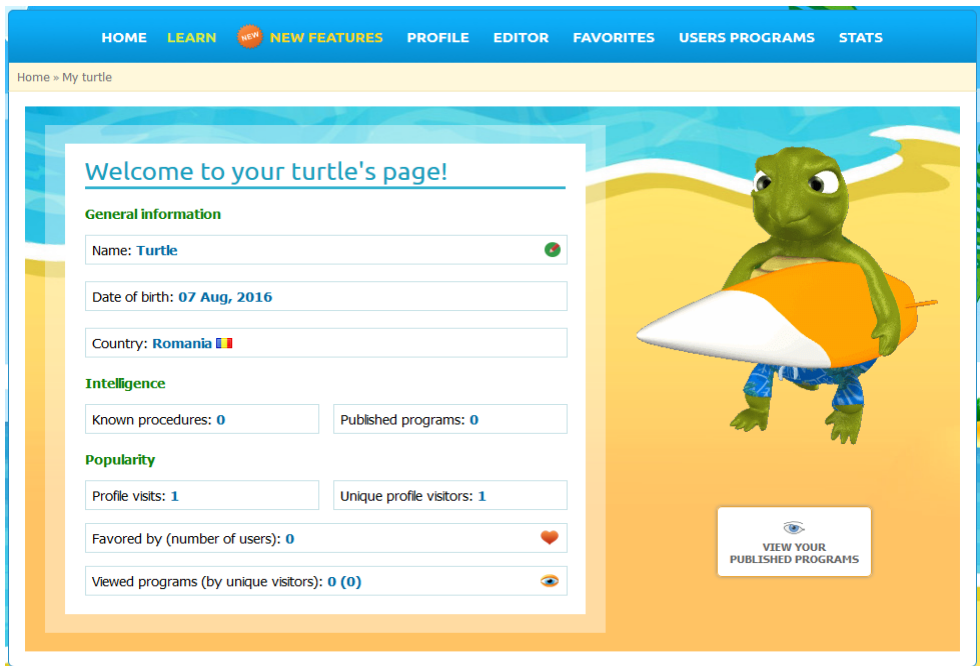 HOME LEARN NEW NEW FEATURES PROFILE EDITOR FAVORITES USERS PROGRAMS STATS
Home » My turtle
Welcome to your turtle's page!
General information
Name: Turtle
Date of birth: 07 Aug, 2016
Country: Romania
Intelligence
Known procedures: 0 Published programs: 0
Popularity
Profile visits: 1 Unique profile visitors: 1
Favored by (number of users): 0
Viewed programs (by unique visitors): 0 (0)
VIEW YOUR
PUBLISHED PROGRAMS